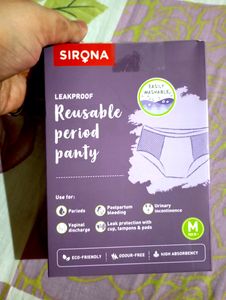 SIRONA
LEAKPROOF
Reusable
period
panty
EASILY
WASHABLE
Use for:
Periods
Postpartum
bleeding
Urinary
incontinence
Vaginal
discharge
Leak protection with
cup, tampons & pads
M
ECO-FRIENDLY
ODOUR-FREE
HIGH ABSORBENCY